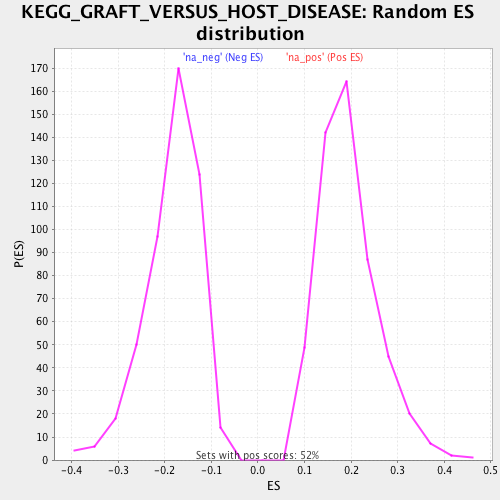 KEGG_GRAFT_VERSUS_HOST_DISEASE: Random ES
distribution
'na_neg' (Neg ES) 'na_pos' (Pos ES)
170
160
150
140
130
120
110
100
90
80
70
60
50
40
30
20
10
0
P(ES)
Sets with pos scores: 52%
-0.4 -0.3 -0.2 -0.1 0.0 0.1 0.2 0.3 0.4 0.5
ES